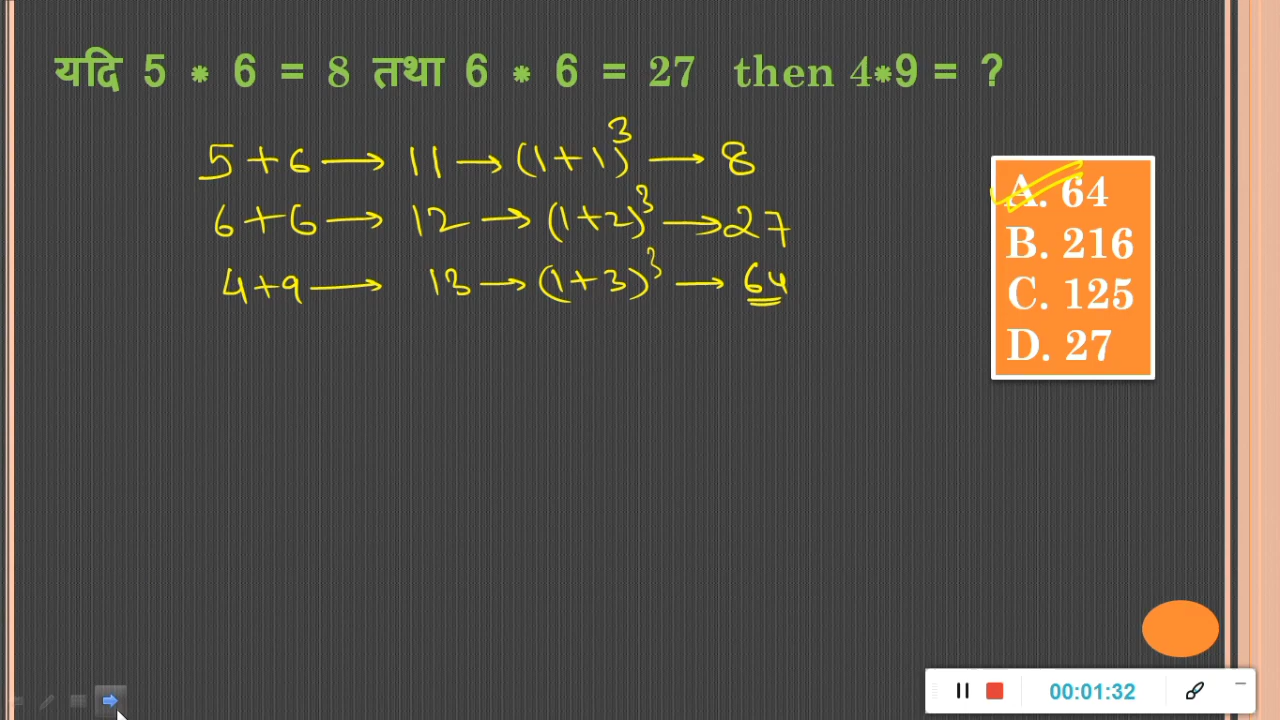 यदि 5 * 6 = 8 तथा 6 * 6 = 27 then 4*9 = ?
5+6 → 11 → (1+1)³ → 8
6+6 → 12 → (1+2)³ → 27
4+9 → 13 → (1+3)³ → 64
A. 64
B. 216
C. 125
D. 27
00:01:32